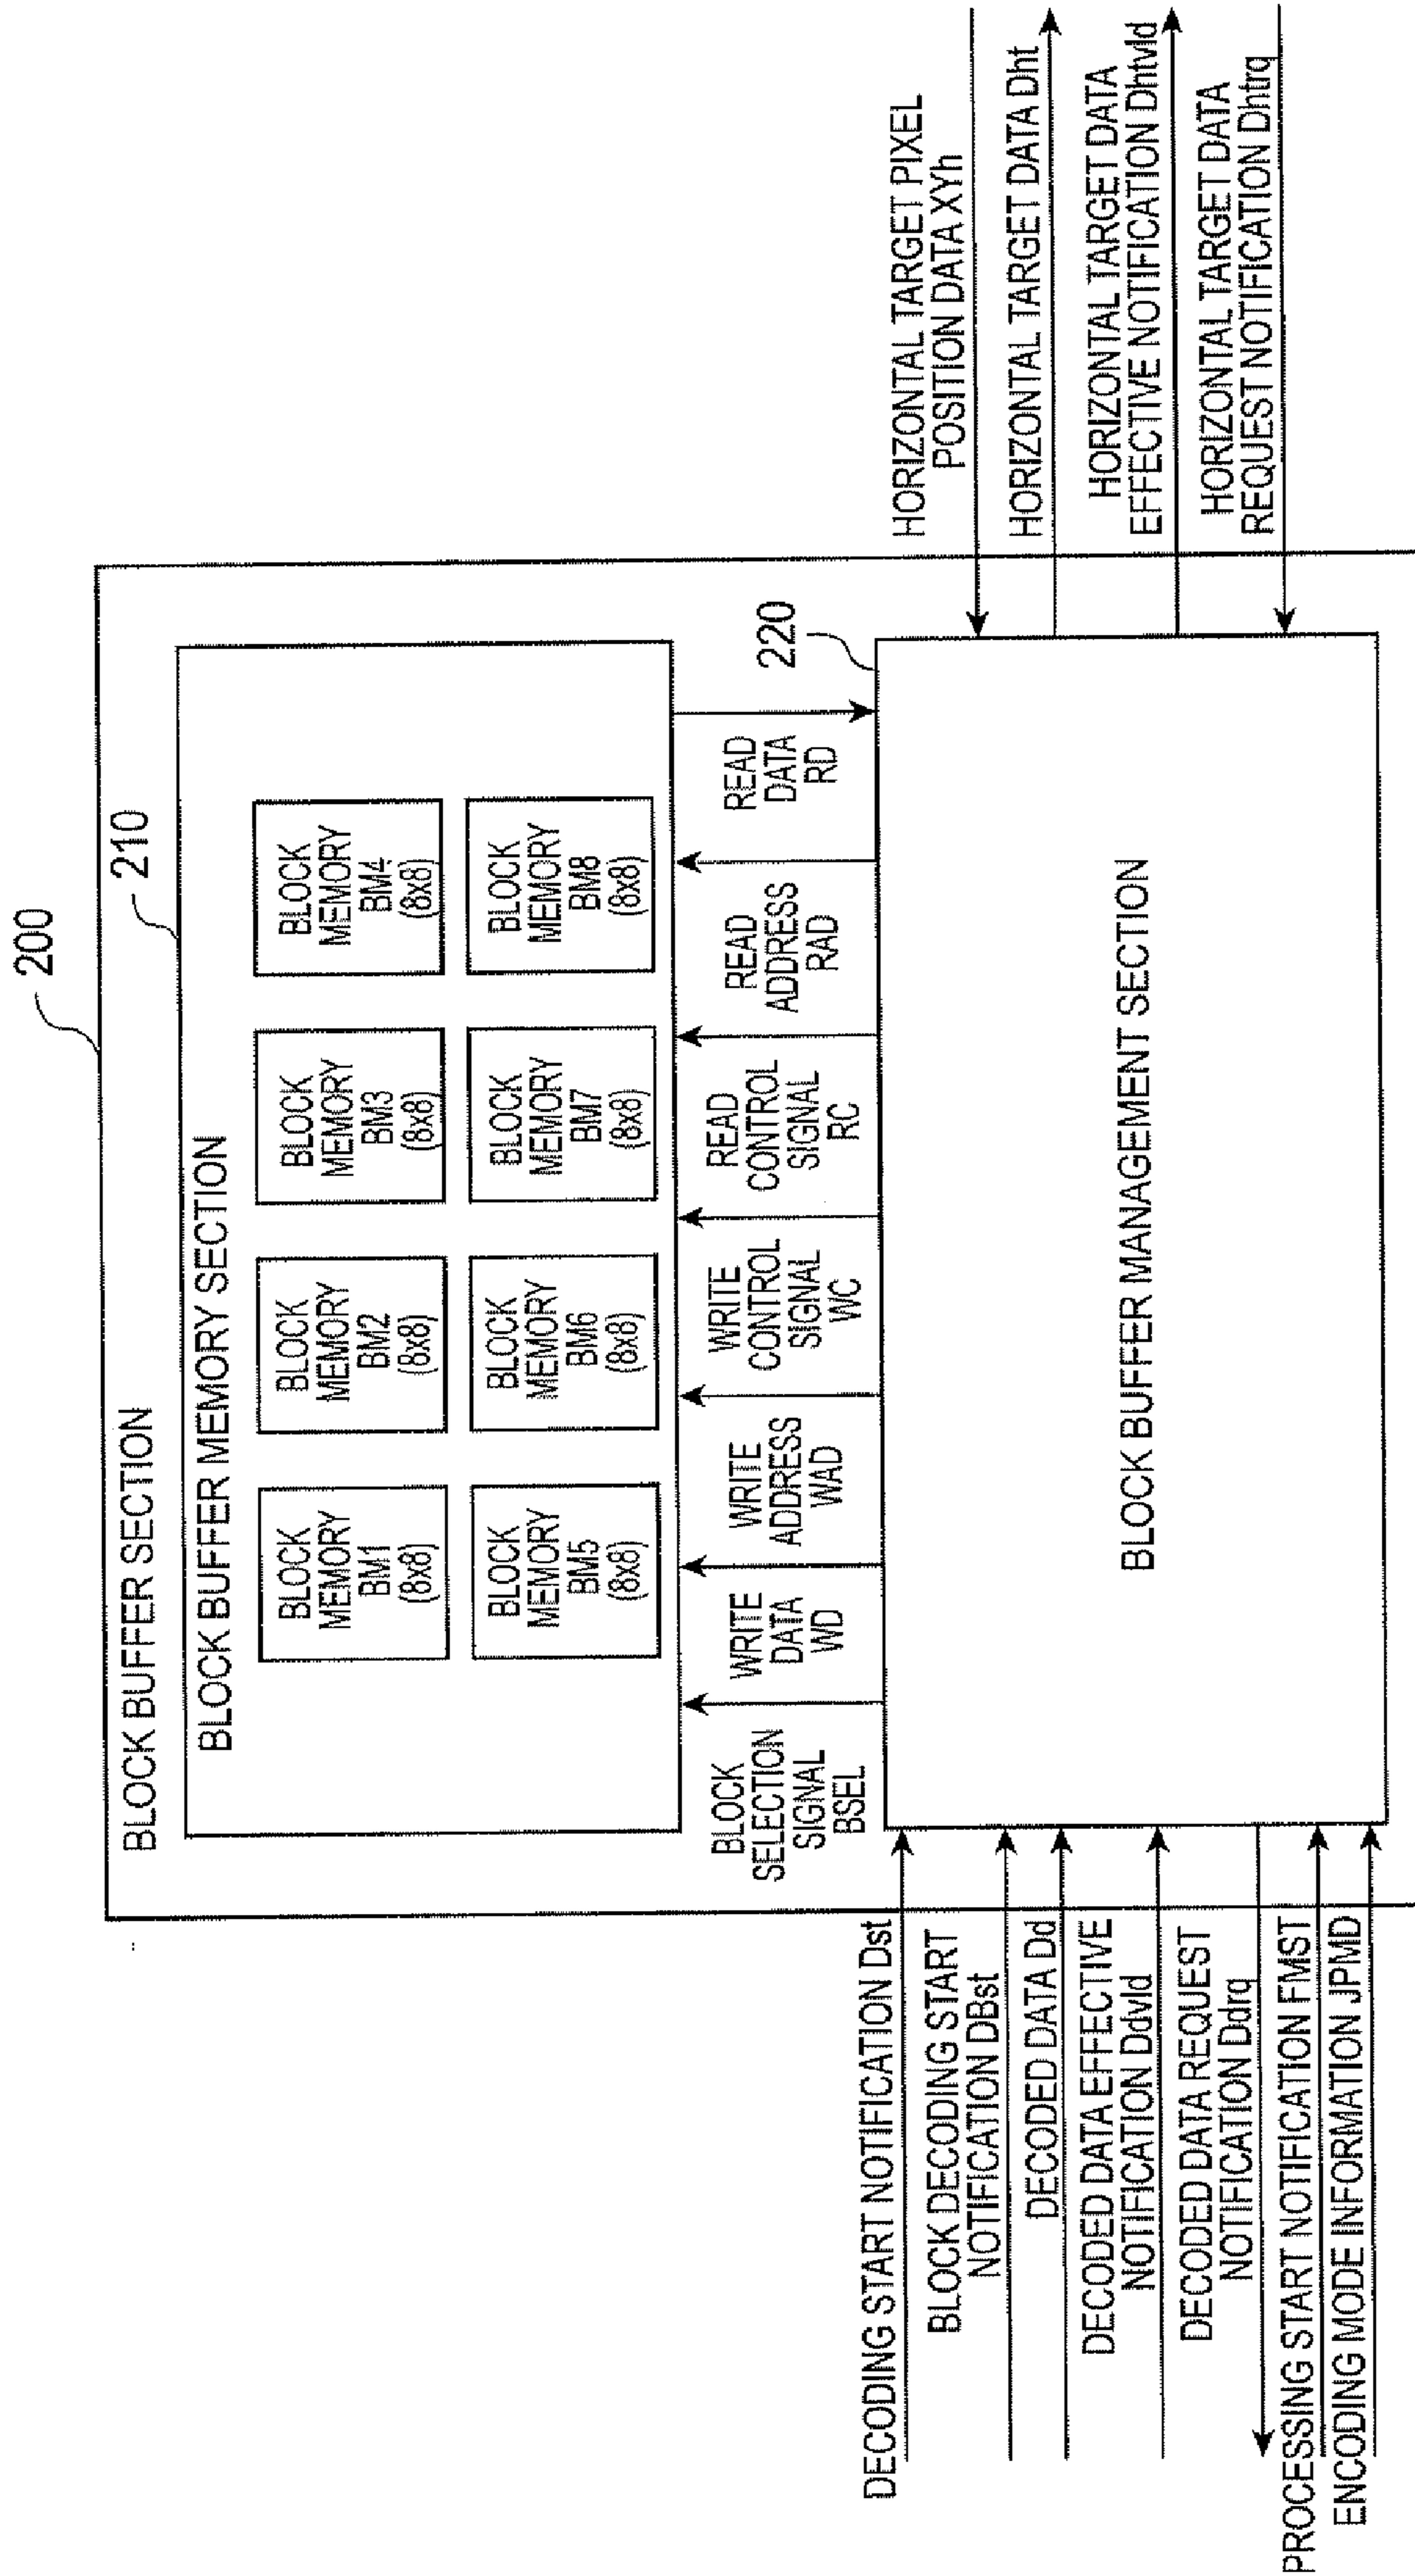 200
BLOCK BUFFER SECTION
210
BLOCK BUFFER MEMORY SECTION
BLOCK
MEMORY
BM1
(8x8)
BLOCK
MEMORY
BM2
(8x8)
BLOCK
MEMORY
BM3
(8x8)
BLOCK
MEMORY
BM4
(8x8)
BLOCK
MEMORY
BM5
(8x8)
BLOCK
MEMORY
BM6
(8x8)
BLOCK
MEMORY
BM7
(8x8)
BLOCK
MEMORY
BM8
(8x8)
BLOCK
SELECTION
SIGNAL
BSEL
WRITE
DATA
WD
WRITE
ADDRESS
WAD
WRITE
CONTROL
SIGNAL
WC
READ
CONTROL
SIGNAL
RC
READ
ADDRESS
RAD
READ
DATA
RD
220
BLOCK BUFFER MANAGEMENT SECTION
DECODING START NOTIFICATION Dst
BLOCK DECODING START
NOTIFICATION DBst
DECODED DATA Dd
DECODED DATA EFFECTIVE
NOTIFICATION Ddvld
DECODED DATA REQUEST
NOTIFICATION Ddrq
PROCESSING START NOTIFICATION FMST
ENCODING MODE INFORMATION JPMD
HORIZONTAL TARGET PIXEL
POSITION DATA XYh
HORIZONTAL TARGET DATA Dht
HORIZONTAL TARGET DATA
EFFECTIVE NOTIFICATION Dhtvld
HORIZONTAL TARGET DATA
REQUEST NOTIFICATION Dhtrq